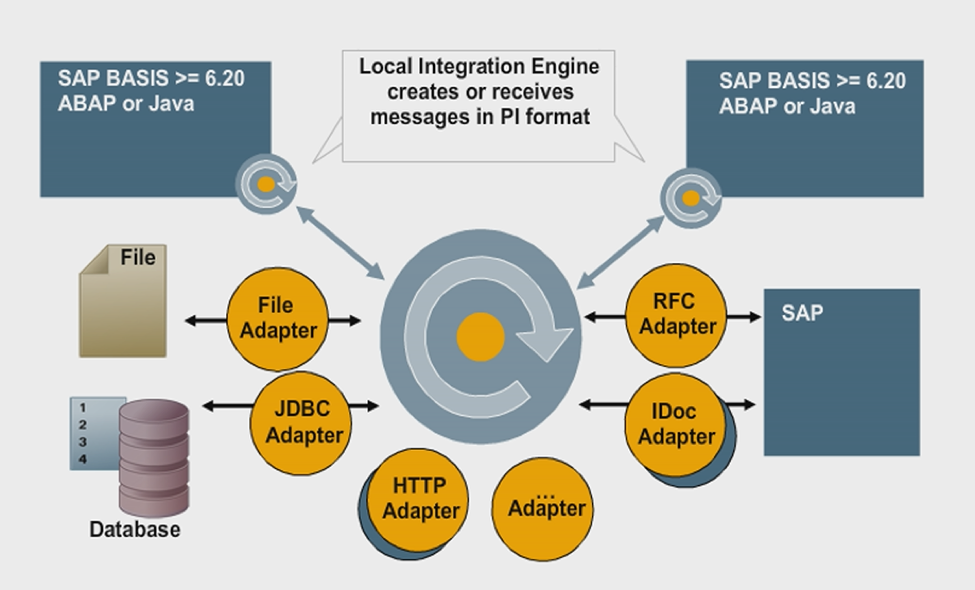 SAP BASIS >= 6.20
ABAP or Java
Local Integration Engine
creates or receives
messages in PI format
SAP BASIS >= 6.20
ABAP or Java
File
File
Adapter
RFC
Adapter
SAP
1
2
3
4
JDBC
Adapter
IDoc
Adapter
Database
HTTP
Adapter
...
Adapter